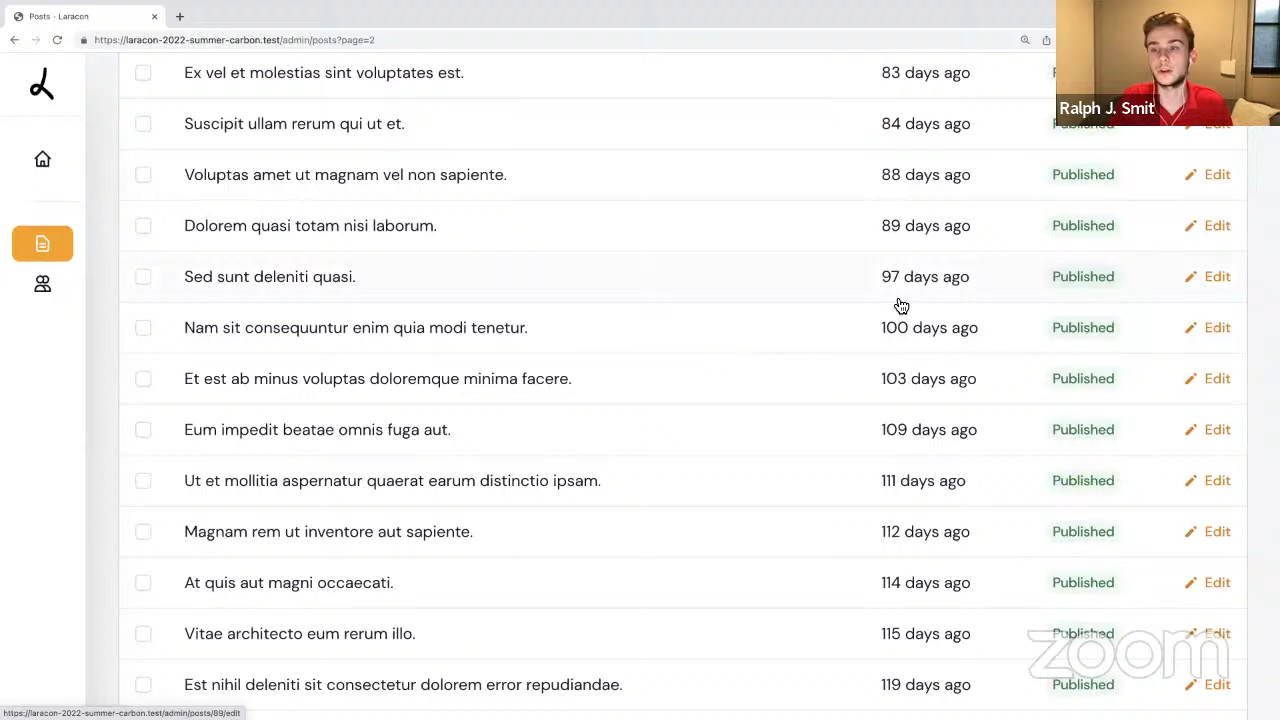 Posts - Laracon
https://laracon-2022-summer-carbon.test/admin/posts?page=2
Ralph J. Smit
Ex vel et molestias sint voluptates est. 83 days ago
Suscipit ullam rerum qui ut et. 84 days ago Edit
Voluptas amet ut magnam vel non sapiente. 88 days ago Published Edit
Dolorem quasi totam nisi laborum. 89 days ago Published Edit
Sed sunt deleniti quasi. 97 days ago Published Edit
Nam sit consequuntur enim quia modi tenetur. 100 days ago Published Edit
Et est ab minus voluptas doloremque minima facere. 103 days ago Published Edit
Eum impedit beatae omnis fuga aut. 109 days ago Published Edit
Ut et mollitia aspernatur quaerat earum distinctio ipsam. 111 days ago Published Edit
Magnam rem ut inventore aut sapiente. 112 days ago Published Edit
At quis aut magni occaecati. 114 days ago Published Edit
Vitae architecto eum rerum illo. 115 days ago Published Edit
zoom
Est nihil deleniti sit consectetur dolorem error repudiandae. 119 days ago Published Edit
https://laracon-2022-summer-carbon.test/admin/posts/89/edit